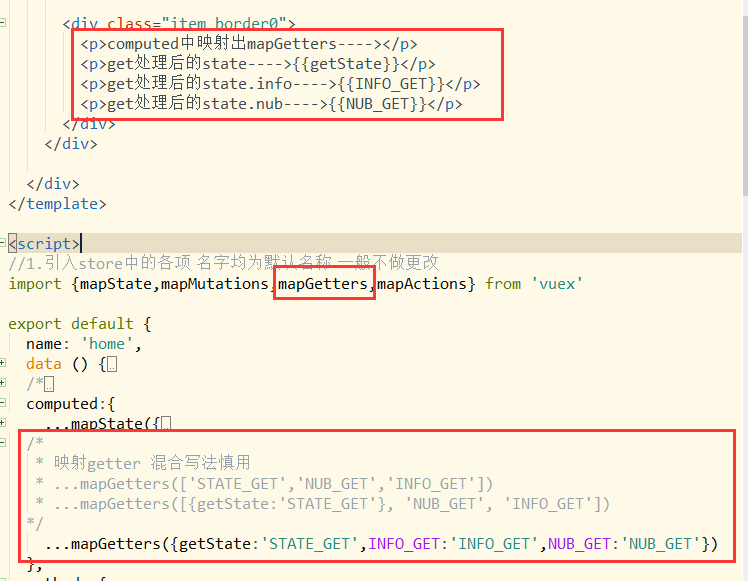 <div class="item border0">
<p>computed中映射出mapGetters----></p>
<p>get处理后的state---->{{getState}}</p>
<p>get处理后的state.info---->{{INFO_GET}}</p>
<p>get处理后的state.nub---->{{NUB_GET}}</p>
</div>
</div>
</div>
</template>
<script>
//1.引入store中的各项 名字均为默认名称 一般不做更改
import {mapState,mapMutations,mapGetters,mapActions} from 'vuex'
export default {
name: 'home',
data () {..
/*..
computed:{
...mapState({..
/*
* 映射getter 混合写法慎用
* ...mapGetters(['STATE_GET','NUB_GET','INFO_GET'])
* ...mapGetters([{getState:'STATE_GET'}, 'NUB_GET', 'INFO_GET'])
*/
...mapGetters({getState:'STATE_GET',INFO_GET:'INFO_GET',NUB_GET:'NUB_GET'})
},